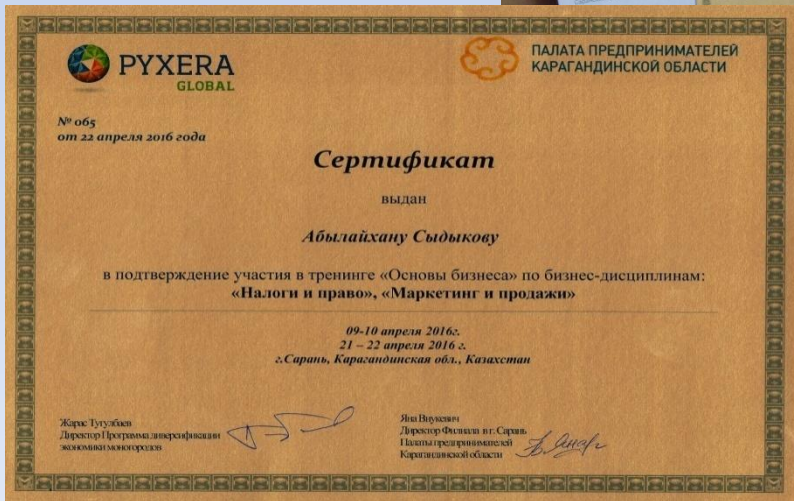 PYXERA
GLOBAL
ПАЛАТА ПРЕДПРИНИМАТЕЛЕЙ
КАРАГАНДИНСКОЙ ОБЛАСТИ
№ 065
от 22 апреля 2016 года
Сертификат
выдан
Абылайхану Сыдыкову
в подтверждение участия в тренинге «Основы бизнеса» по бизнес-дисциплинам:
«Налоги и право», «Маркетинг и продажи»
09-10 апреля 2016г.
21 – 22 апреля 2016 г.
г.Сарань, Карагандинская обл., Казахстан
Жарас Тугулбаев
Директор Программа диверсификации
экономики моногородов
Яна Внукевич
Директор Филиала в г. Сарань
Палаты предпринимателей
Карагандинской области